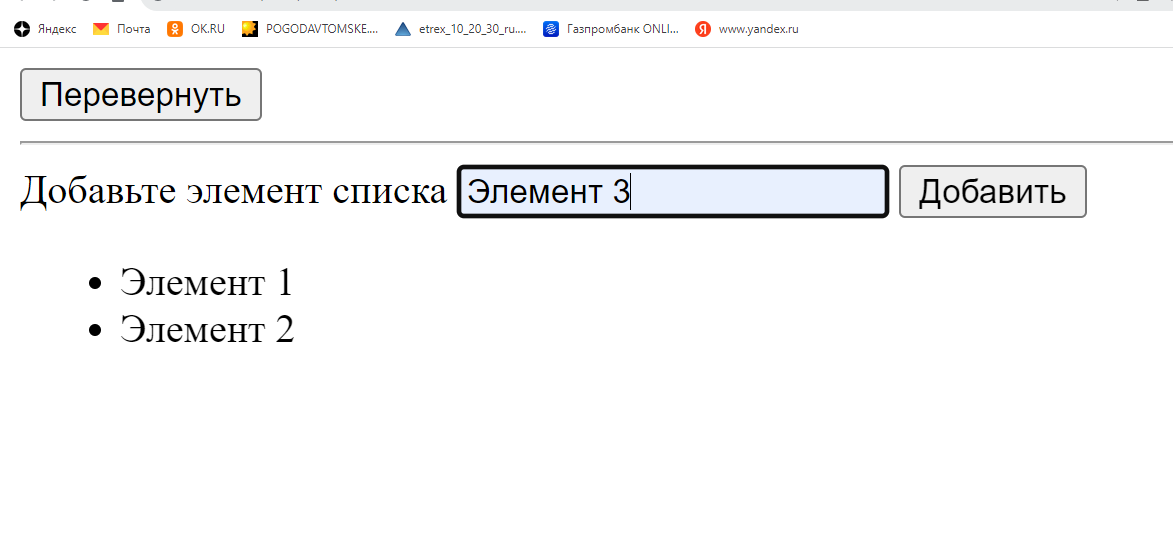 Яндекс Почта OK.RU POGODAVTOMSKE.... etrex_10_20_30_ru.... Газпромбанк ONLI... Я www.yandex.ru
Перевернуть
Добавьте элемент списка Элемент 3 Добавить
• Элемент 1
• Элемент 2